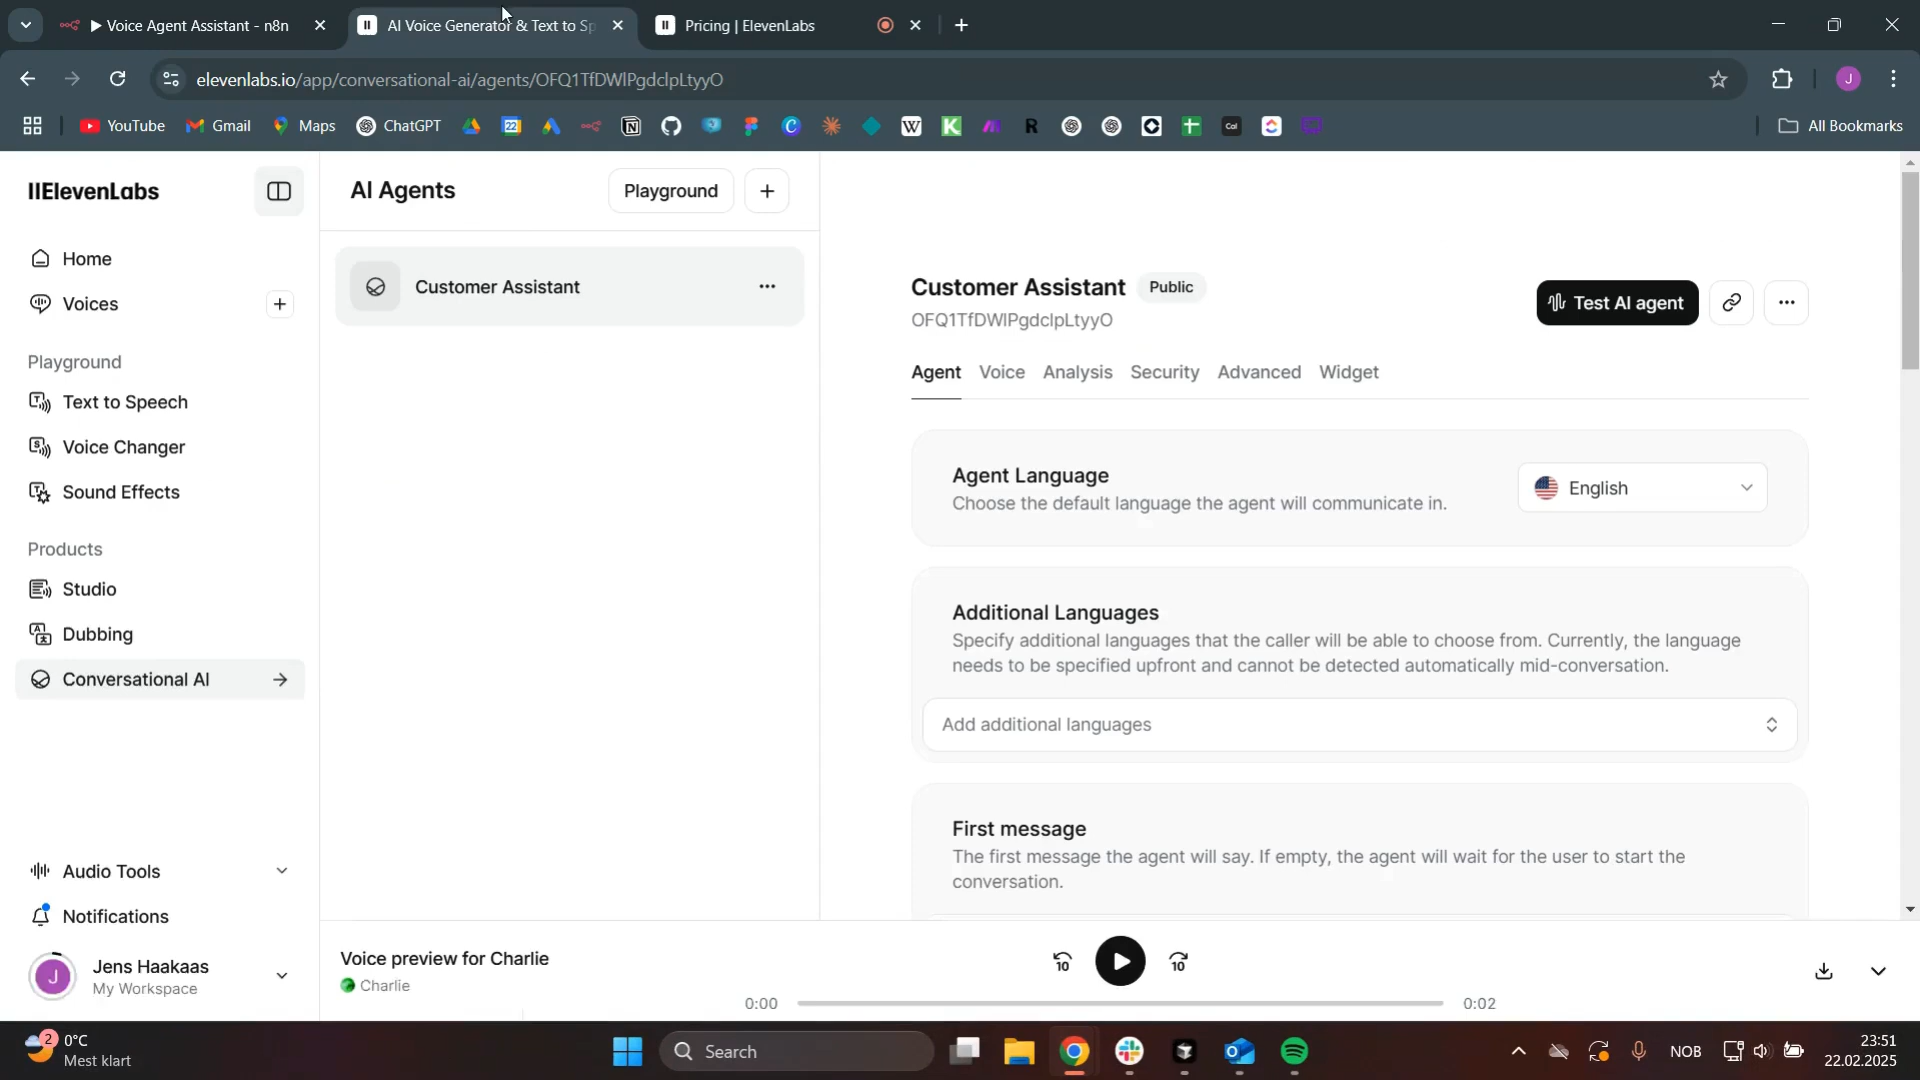 Voice Agent Assistant - n8n
AI Voice Generator & Text to Sp
Pricing | ElevenLabs
elevenlabs.io/app/conversational-ai/agents/OFQ1TfDWlPgdclpLtyyO
J
YouTube
Gmail
Maps
ChatGPT
22
W
K
R
Cal
All Bookmarks
IIElevenLabs
Home
Voices
Playground
Text to Speech
Voice Changer
Sound Effects
Products
Studio
Dubbing
Conversational AI
Audio Tools
Notifications
J
Jens Haakaas
My Workspace
AI Agents
Playground
Customer Assistant
Customer Assistant
Public
OFQ1TfDWlPgdclpLtyyO
Test AI agent
Agent
Voice
Analysis
Security
Advanced
Widget
Agent Language
Choose the default language the agent will communicate in.
English
Additional Languages
Specify additional languages that the caller will be able to choose from. Currently, the language
needs to be specified upfront and cannot be detected automatically mid-conversation.
Add additional languages
First message
The first message the agent will say. If empty, the agent will wait for the user to start the
conversation.
Voice preview for Charlie
Charlie
10
10
0:00
0:02
2
0°C
Mest klart
Search
NOB
23:51
22.02.2025